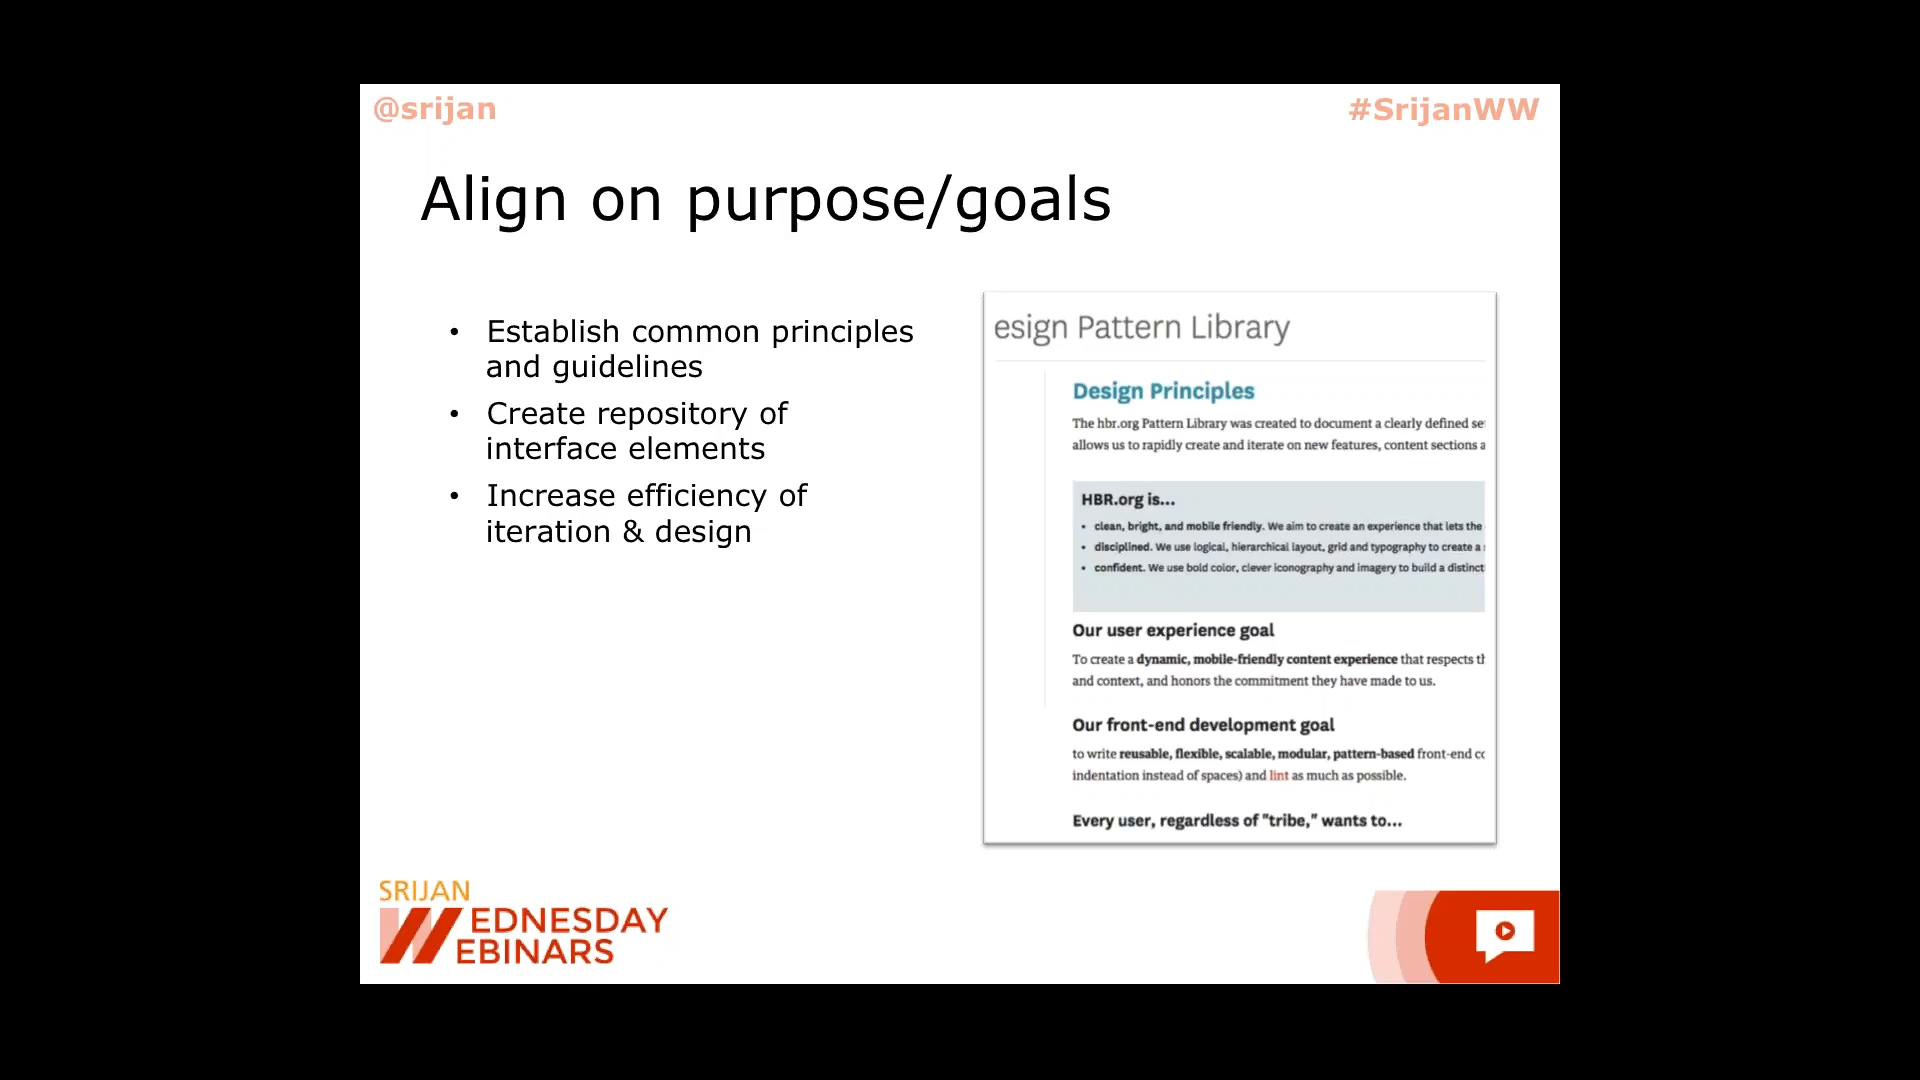 @srijan
#SrijanWW
Align on purpose/goals
• Establish common principles
and guidelines
• Create repository of
interface elements
• Increase efficiency of
iteration & design
esign Pattern Library
Design Principles
The hbr.org Pattern Library was created to document a clearly defined se
allows us to rapidly create and iterate on new features, content sections a
HBR.org is...
• clean, bright, and mobile friendly. We aim to create an experience that lets the
• disciplined. We use logical, hierarchical layout, grid and typography to create a
• confident. We use bold color, clever iconography and imagery to build a distinct
Our user experience goal
To create a dynamic, mobile-friendly content experience that respects th
and context, and honors the commitment they have made to us.
Our front-end development goal
to write reusable, flexible, scalable, modular, pattern-based front-end co
indentation instead of spaces) and lint as much as possible.
Every user, regardless of "tribe," wants to...
SRIJAN
WEDNESDAY
EBINARS